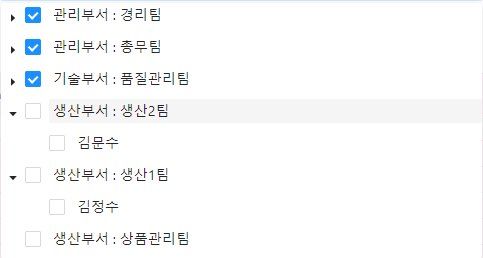 관리부서 : 경리팀
관리부서 : 총무팀
기술부서 : 품질관리팀
생산부서 : 생산2팀
김문수
생산부서 : 생산1팀
김정수
생산부서 : 상품관리팀